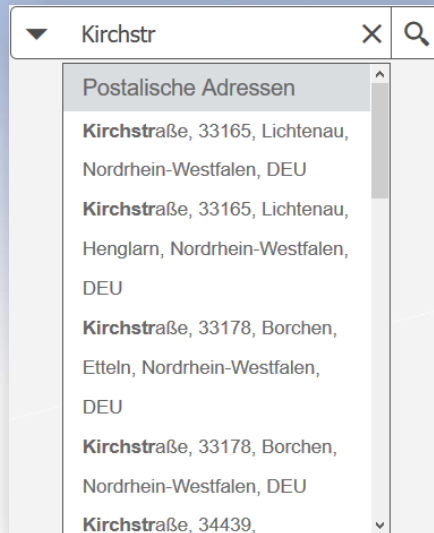 Kirchstr
Postalische Adressen
Kirchstraße, 33165, Lichtenau,
Nordrhein-Westfalen, DEU
Kirchstraße, 33165, Lichtenau,
Henglarn, Nordrhein-Westfalen,
DEU
Kirchstraße, 33178, Borchen,
Etteln, Nordrhein-Westfalen,
DEU
Kirchstraße, 33178, Borchen,
Nordrhein-Westfalen, DEU
Kirchstraße, 34439,